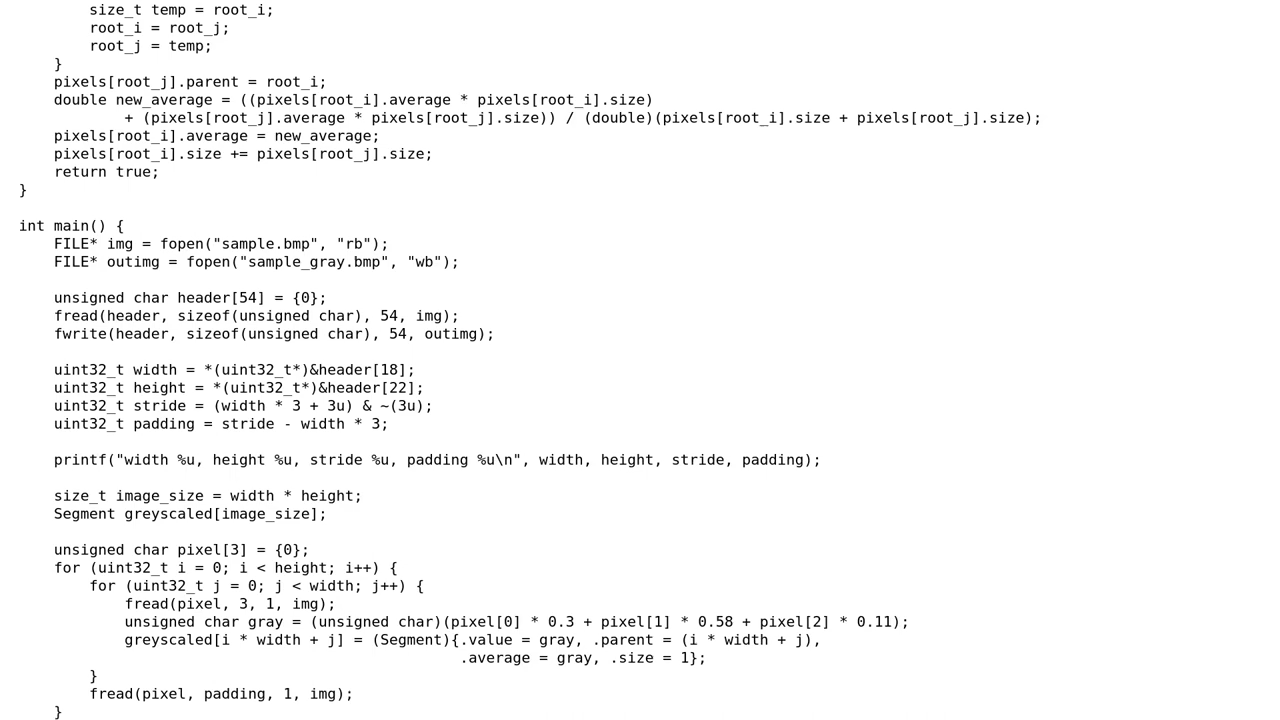 size_t temp = root_i;
        root_i = root_j;
        root_j = temp;
    }
    pixels[root_j].parent = root_i;
    double new_average = ((pixels[root_i].average * pixels[root_i].size)
            + (pixels[root_j].average * pixels[root_j].size)) / (double)(pixels[root_i].size + pixels[root_j].size);
    pixels[root_i].average = new_average;
    pixels[root_i].size += pixels[root_j].size;
    return true;
}

int main() {
    FILE* img = fopen("sample.bmp", "rb");
    FILE* outimg = fopen("sample_gray.bmp", "wb");

    unsigned char header[54] = {0};
    fread(header, sizeof(unsigned char), 54, img);
    fwrite(header, sizeof(unsigned char), 54, outimg);

    uint32_t width = *(uint32_t*)&header[18];
    uint32_t height = *(uint32_t*)&header[22];
    uint32_t stride = (width * 3 + 3u) & ~(3u);
    uint32_t padding = stride - width * 3;

    printf("width %u, height %u, stride %u, padding %u\n", width, height, stride, padding);

    size_t image_size = width * height;
    Segment greyscaled[image_size];

    unsigned char pixel[3] = {0};
    for (uint32_t i = 0; i < height; i++) {
        for (uint32_t j = 0; j < width; j++) {
            fread(pixel, 3, 1, img);
            unsigned char gray = (unsigned char)(pixel[0] * 0.3 + pixel[1] * 0.58 + pixel[2] * 0.11);
            greyscaled[i * width + j] = (Segment){.value = gray, .parent = (i * width + j),
                                                  .average = gray, .size = 1};
        }
        fread(pixel, padding, 1, img);
    }